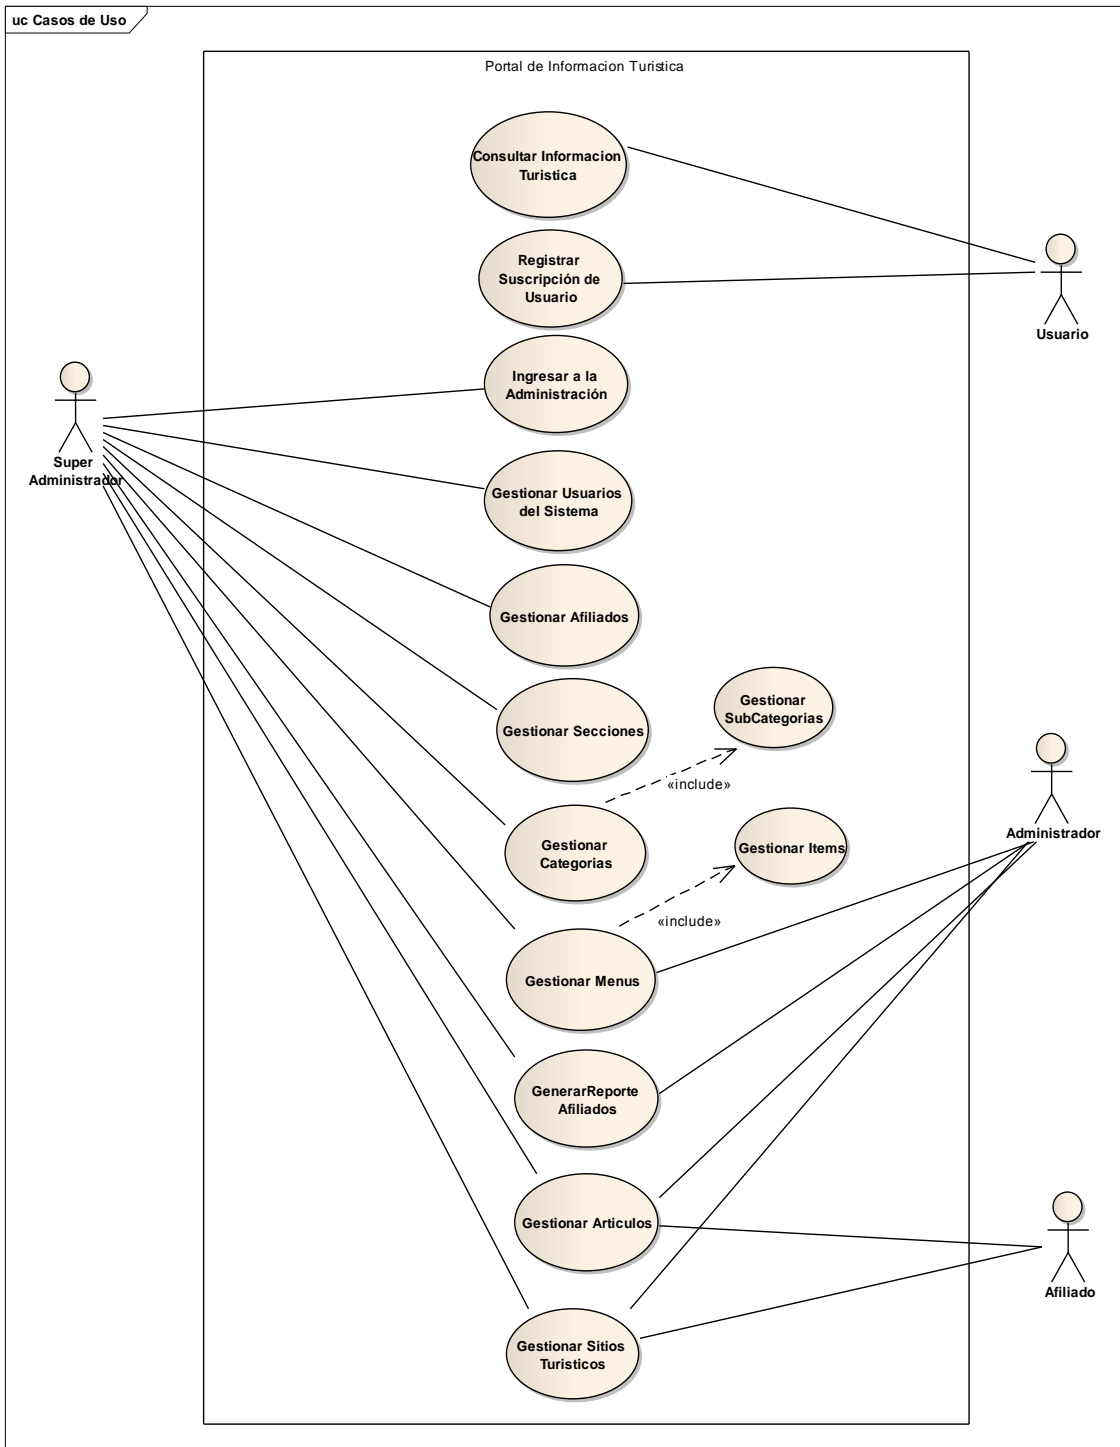 uc Casos de Uso
Portal de Informacion Turistica
Consultar Informacion
Turistica
Registrar
Suscripción de
Usuario
Usuario
Ingresar a la
Administración
Super
Administrador
Gestionar Usuarios
del Sistema
Gestionar Afiliados
Gestionar Secciones
Gestionar
SubCategorias
«include»
Gestionar
Categorias
Gestionar Items
Administrador
«include»
Gestionar Menus
GenerarReporte
Afiliados
Gestionar Articulos
Afiliado
Gestionar Sitios
Turisticos